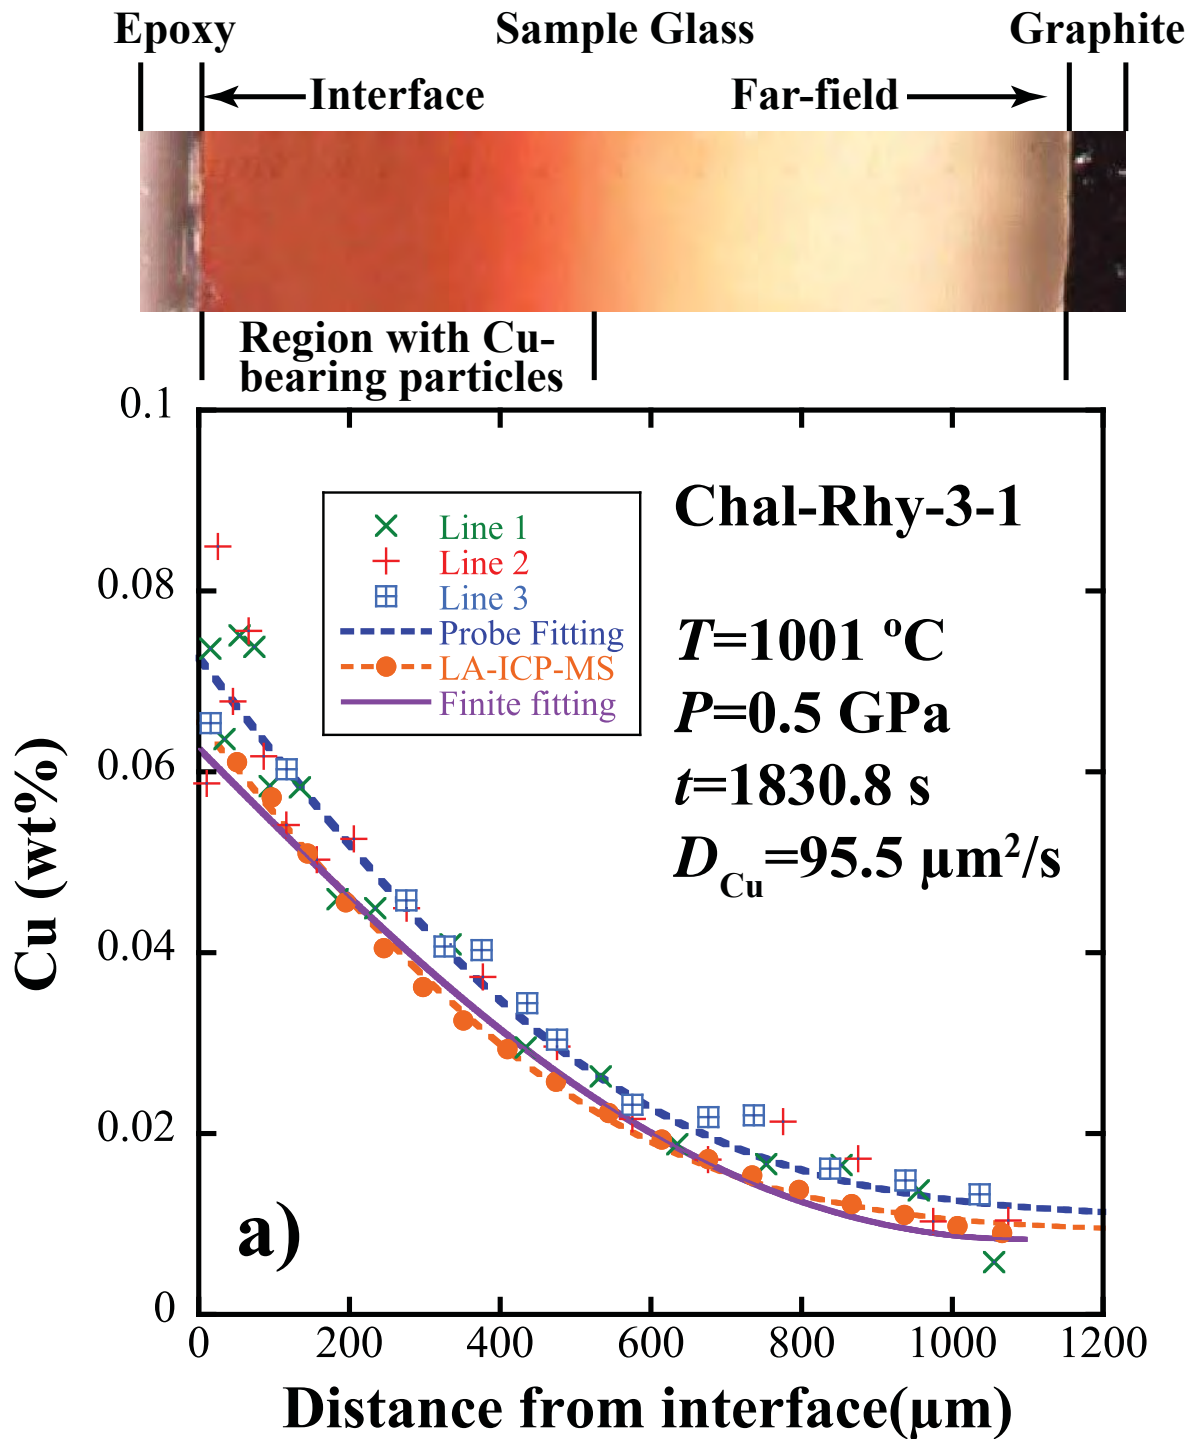 Epoxy Sample Glass Graphite
Interface Far-field
Region with Cu-
bearing particles
Chal-Rhy-3-1
T=1001 ºC
P=0.5 GPa
t=1830.8 s
D_Cu=95.5 μm²/s
Line 1
Line 2
Line 3
Probe Fitting
LA-ICP-MS
Finite fitting
a)
Cu (wt%)
0.1
0.08
0.06
0.04
0.02
0
0 200 400 600 800 1000 1200
Distance from interface(μm)